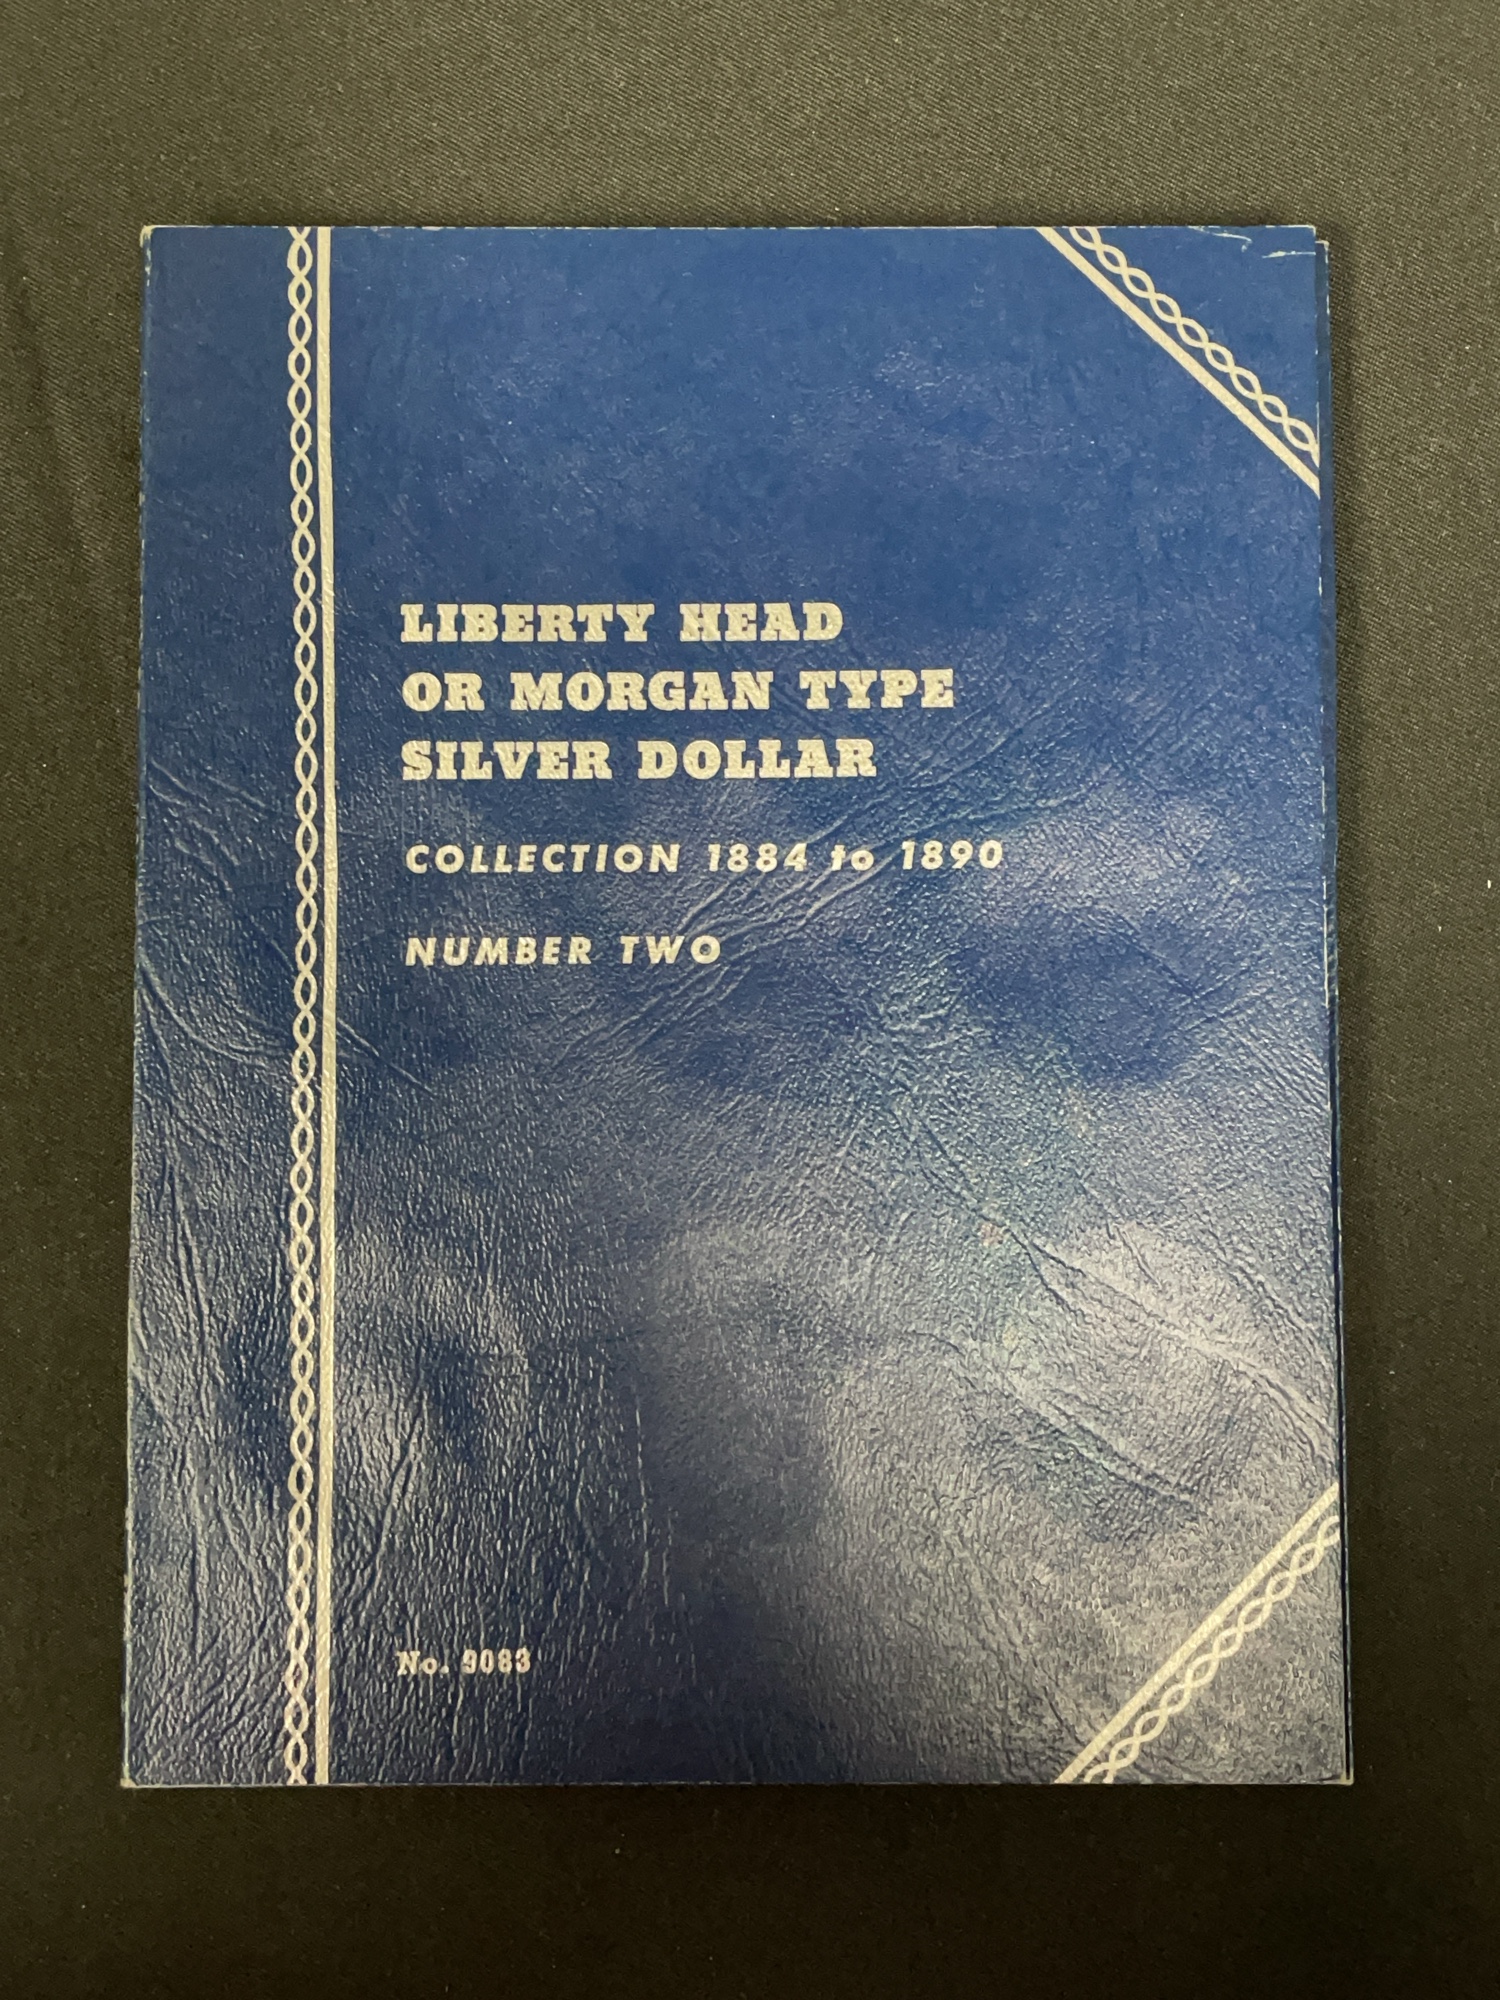 LIBERTY HEAD
OR MORGAN TYPE
SILVER DOLLAR
COLLECTION 1884 to 1890
NUMBER TWO
No. 9083